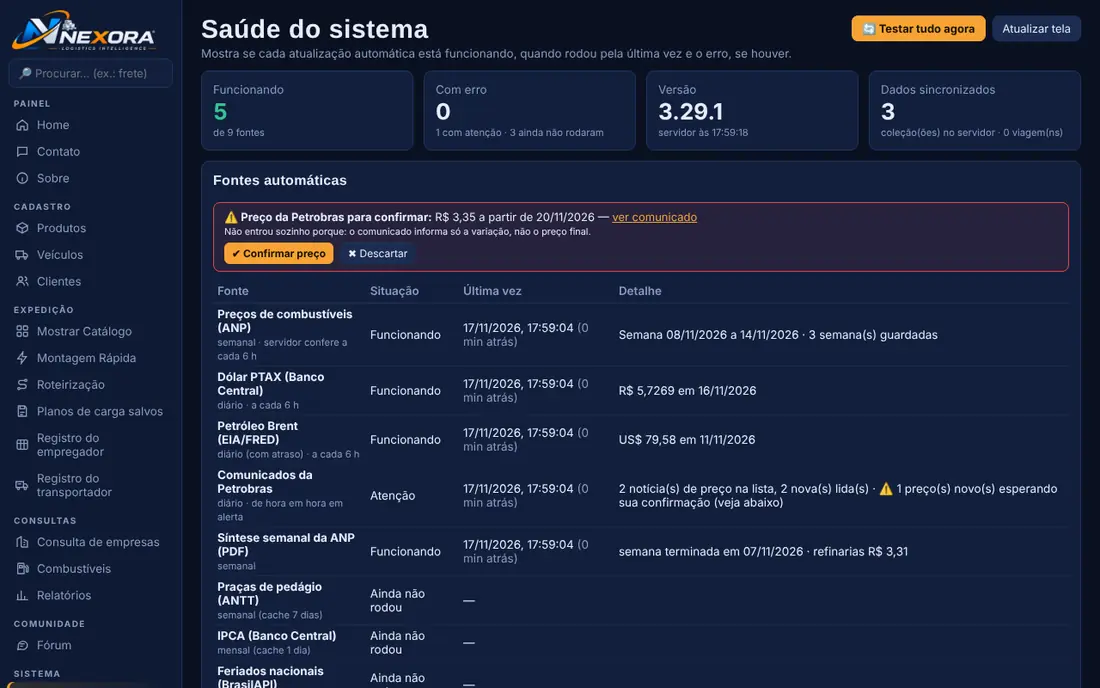 NEXORA
LOGISTICS INTELLIGENCE
Procurar... (ex.: frete)
PAINEL
Home
Contato
Sobre
CADASTRO
Produtos
Veículos
Clientes
EXPEDIÇÃO
Mostrar Catálogo
Montagem Rápida
Roteirização
Planos de carga salvos
Registro do
empregador
Registro do
transportador
CONSULTAS
Consulta de empresas
Combustíveis
Relatórios
COMUNIDADE
Fórum
SISTEMA
Saúde do sistema
Mostra se cada atualização automática está funcionando, quando rodou pela última vez e o erro, se houver.
Testar tudo agora
Atualizar tela
Funcionando
5
de 9 fontes
Com erro
0
1 com atenção · 3 ainda não rodaram
Versão
3.29.1
servidor às 17:59:18
Dados sincronizados
3
coleção(ões) no servidor · 0 viagem(ns)
Fontes automáticas
⚠️ Preço da Petrobras para confirmar: R$ 3,35 a partir de 20/11/2026 — ver comunicado
Não entrou sozinho porque: o comunicado informa só a variação, não o preço final.
✔ Confirmar preço
✖ Descartar
Fonte Situação Última vez Detalhe
Preços de combustíveis
(ANP)
semanal · servidor confere a
cada 6 h
Funcionando
17/11/2026, 17:59:04 (0
min atrás)
Semana 08/11/2026 a 14/11/2026 · 3 semana(s) guardadas
Dólar PTAX (Banco
Central)
diário · a cada 6 h
Funcionando
17/11/2026, 17:59:04 (0
min atrás)
R$ 5,7269 em 16/11/2026
Petróleo Brent
(EIA/FRED)
diário (com atraso) · a cada 6 h
Funcionando
17/11/2026, 17:59:04 (0
min atrás)
US$ 79,58 em 11/11/2026
Comunicados da
Petrobras
diário · de hora em hora em
alerta
Atenção
17/11/2026, 17:59:04 (0
min atrás)
2 notícia(s) de preço na lista, 2 nova(s) lida(s) · ⚠️ 1 preço(s) novo(s) esperando
sua confirmação (veja abaixo)
Síntese semanal da ANP
(PDF)
semanal
Funcionando
17/11/2026, 17:59:04 (0
min atrás)
semana terminada em 07/11/2026 · refinarias R$ 3,31
Praças de pedágio
(ANTT)
semanal (cache 7 dias)
Ainda não
rodou
—
IPCA (Banco Central)
mensal (cache 1 dia)
Ainda não
rodou
—
Feriados nacionais
(BrasilAPI)
Ainda não
rodou
—